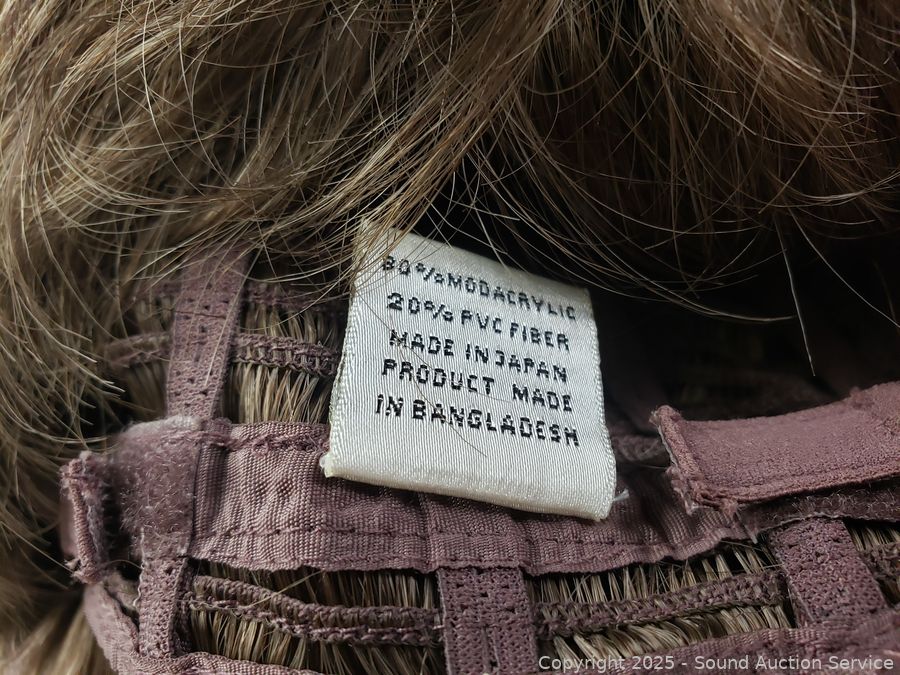 80%MODACRYLIC
20% PVC FIBER
MADE IN JAPAN
PRODUCT MADE
IN BANGLADESH
Copyright © 2025 - Sound Auction Service